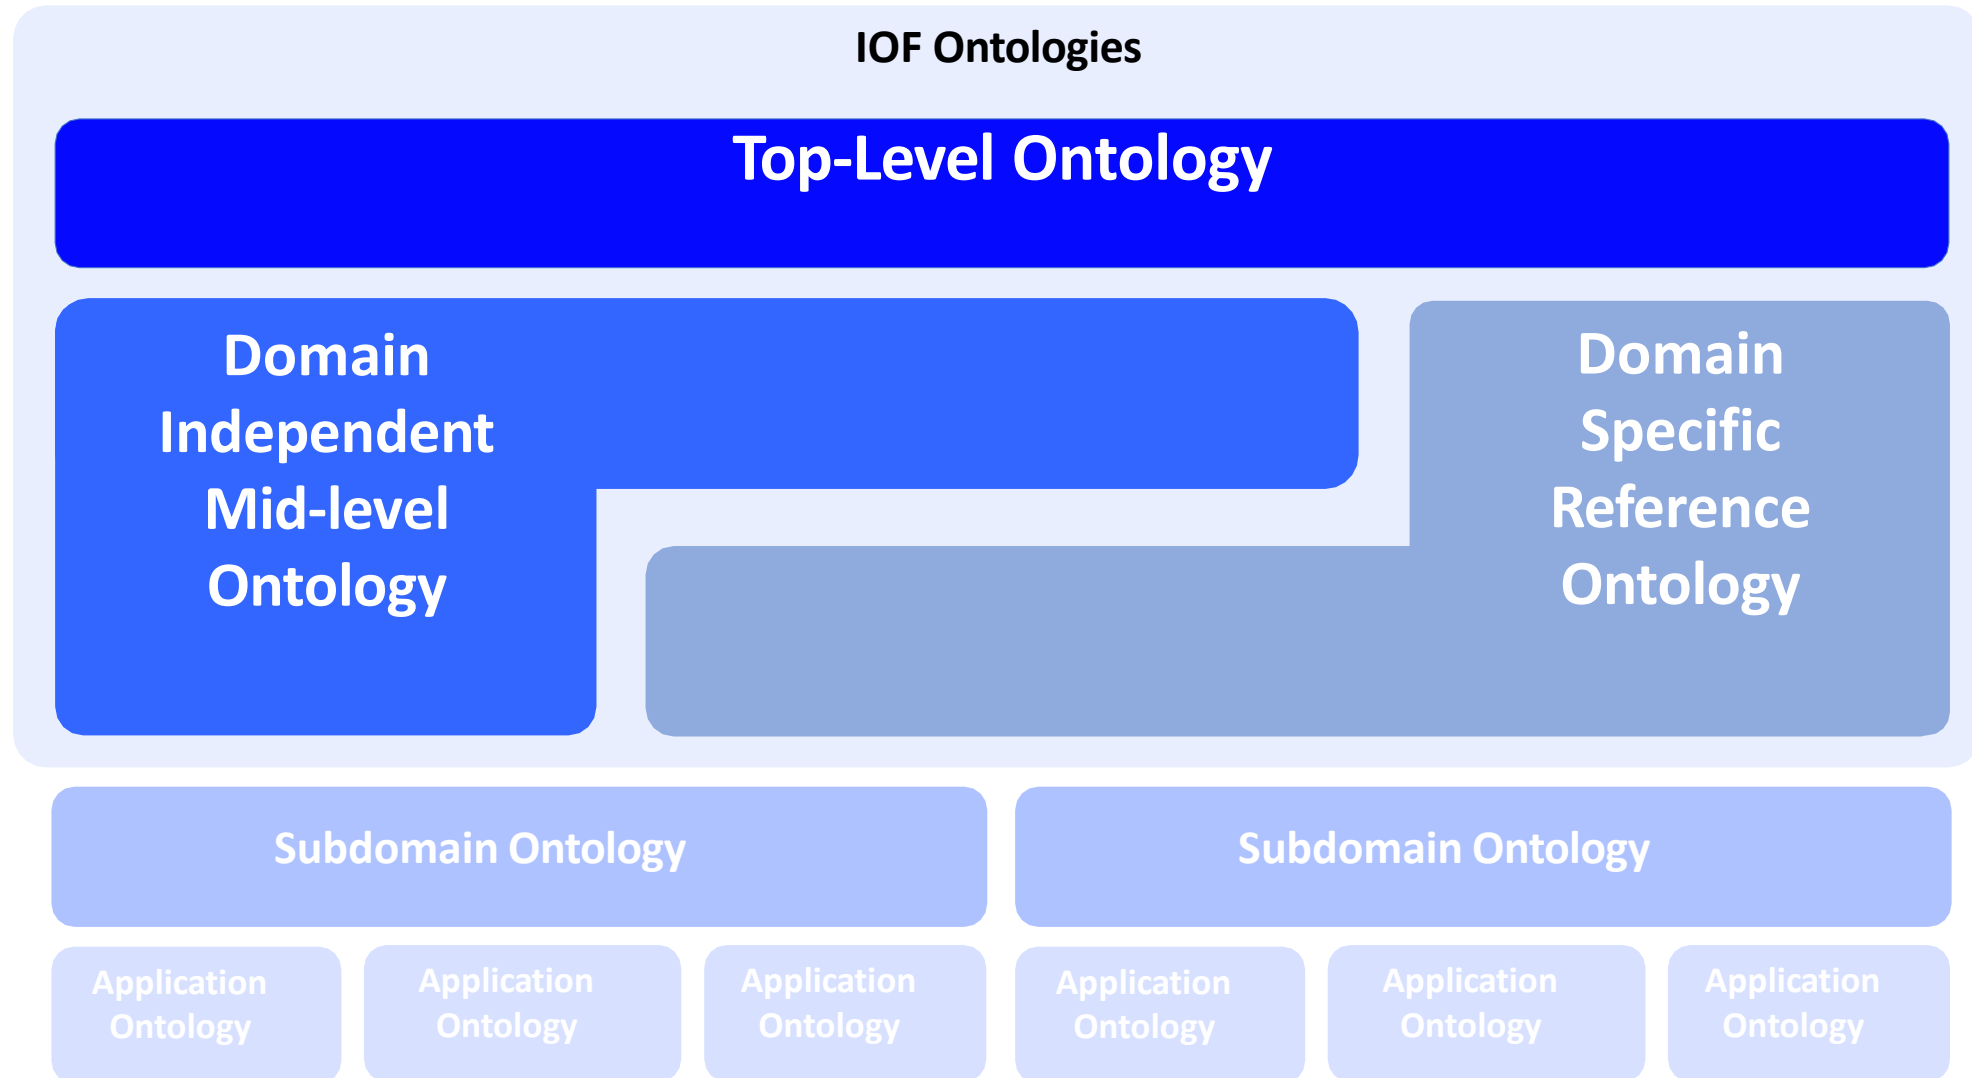 IOF Ontologies
Top-Level Ontology
Domain
Independent
Mid-level
Ontology
Domain
Specific
Reference
Ontology
Subdomain Ontology
Subdomain Ontology
Application
Ontology
Application
Ontology
Application
Ontology
Application
Ontology
Application
Ontology
Application
Ontology